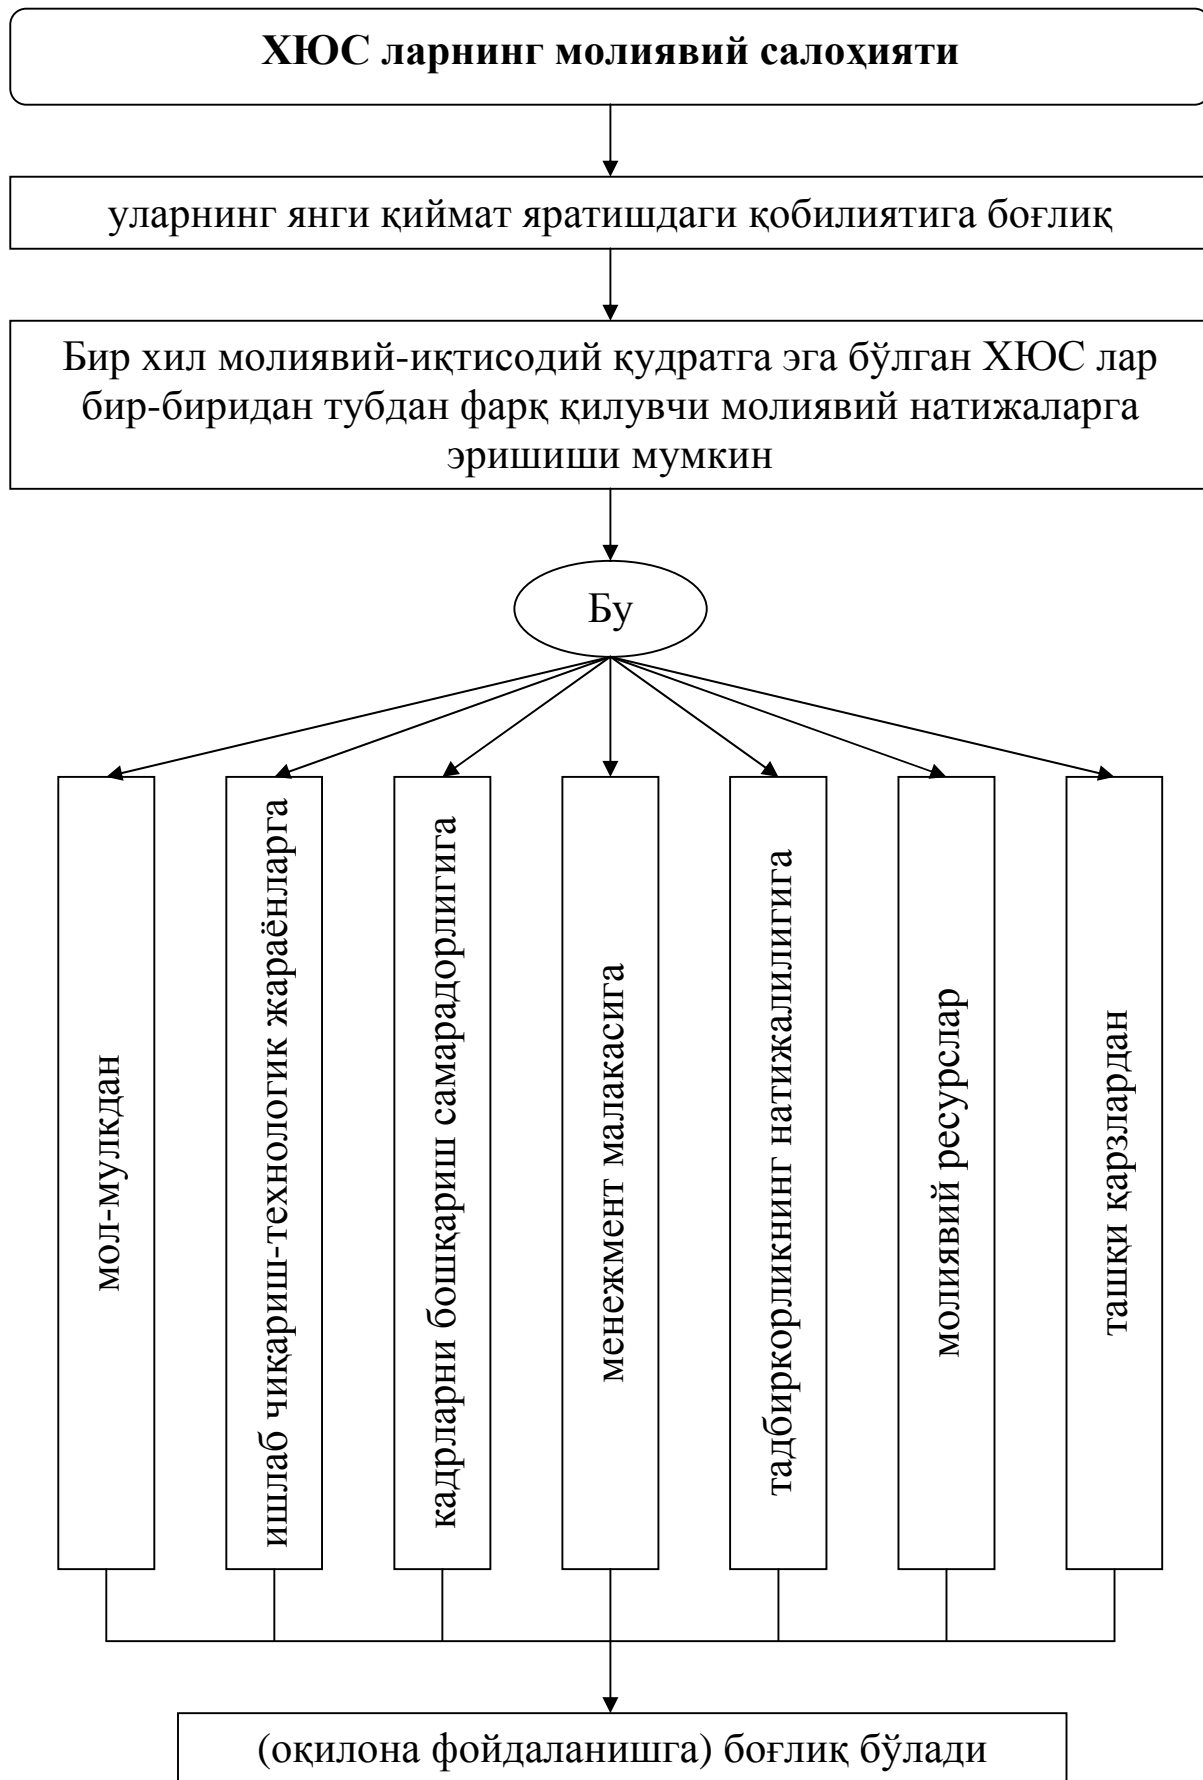 ХЮС ларнинг молиявий салоҳияти
уларнинг янги қиймат яратишдаги қобилиятига боғлиқ
Бир хил молиявий-иқтисодий қудратга эга бўлган ХЮС лар
бир-биридан тубдан фарқ қилувчи молиявий натижаларга
эришиши мумкин
Бу
мол-мулкдан
ишлаб чиқариш-технологик жараёнларга
кадрларни бошқариш самарадорлигига
менежмент малакасига
тадбиркорликнинг натижалилигига
молиявий ресурслар
ташқи қарзлардан
(оқилона фойдаланишга) боғлиқ бўлади